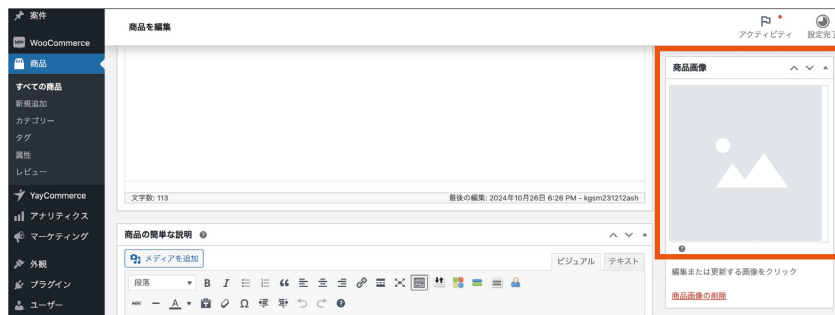 案件
商品を編集
アクティビティ
設定完了
WooCommerce
商品
すべての商品
新規追加
カテゴリー
タグ
属性
レビュー
YayCommerce
アナリティクス
マーケティング
外観
プラグイン
ユーザー
文字数: 113
最後の編集: 2024年10月26日 6:26 PM - kgsm231212ash
商品の簡単な説明
メディアを追加
ビジュアル テキスト
段落
B I
ABC A Ω
商品画像
編集または更新する画像をクリック
商品画像の削除